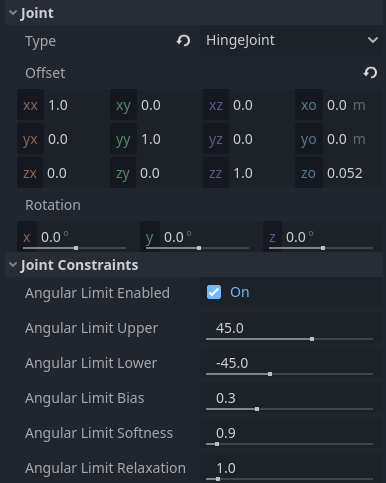 Joint
Type HingeJoint
Offset
xx 1.0 xy 0.0 xz 0.0 xo 0.0 m
yx 0.0 yy 1.0 yz 0.0 yo 0.0 m
zx 0.0 zy 0.0 zz 1.0 zo 0.052
Rotation
x 0.0 ° y 0.0 ° z 0.0 °
Joint Constraints
Angular Limit Enabled On
Angular Limit Upper 45.0
Angular Limit Lower -45.0
Angular Limit Bias 0.3
Angular Limit Softness 0.9
Angular Limit Relaxation 1.0